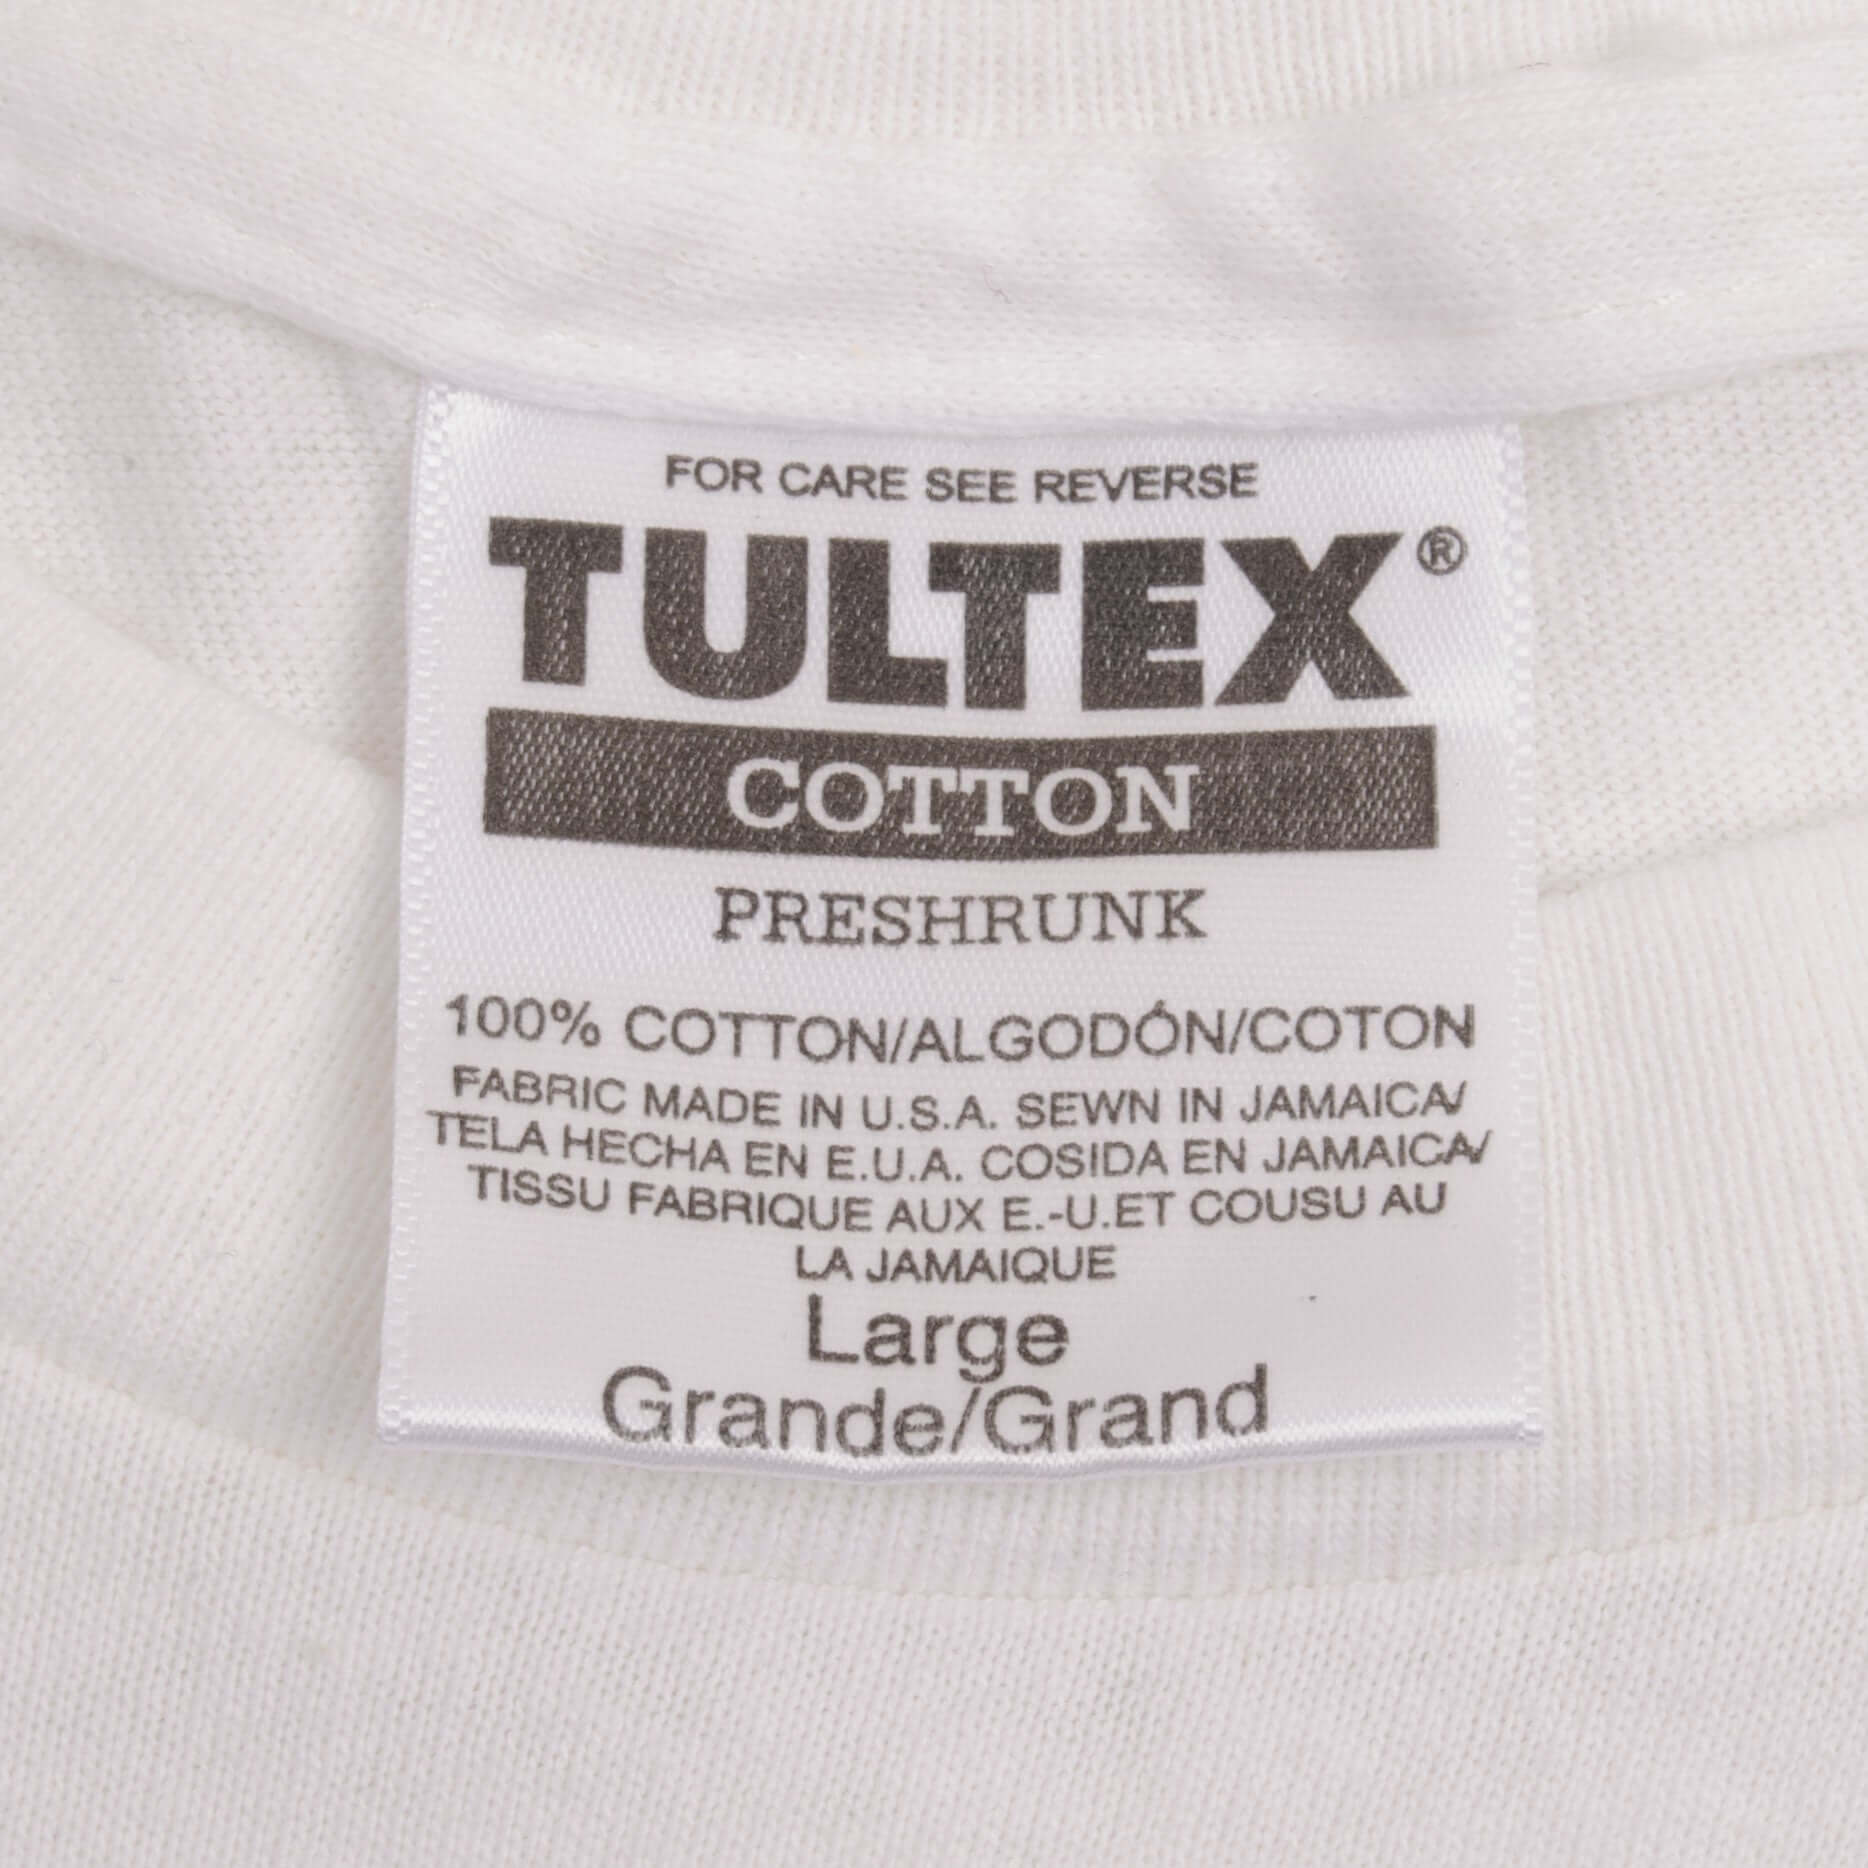 FOR CARE SEE REVERSE
TULTEX®
COTTON
PRESHRUNK
100% COTTON/ALGODÓN/COTON
FABRIC MADE IN U.S.A. SEWN IN JAMAICA/
TELA HECHA EN E.U.A. COSIDA EN JAMAICA/
TISSU FABRIQUE AUX E.-U.ET COUSU AU
LA JAMAIQUE
Large
Grande/Grand